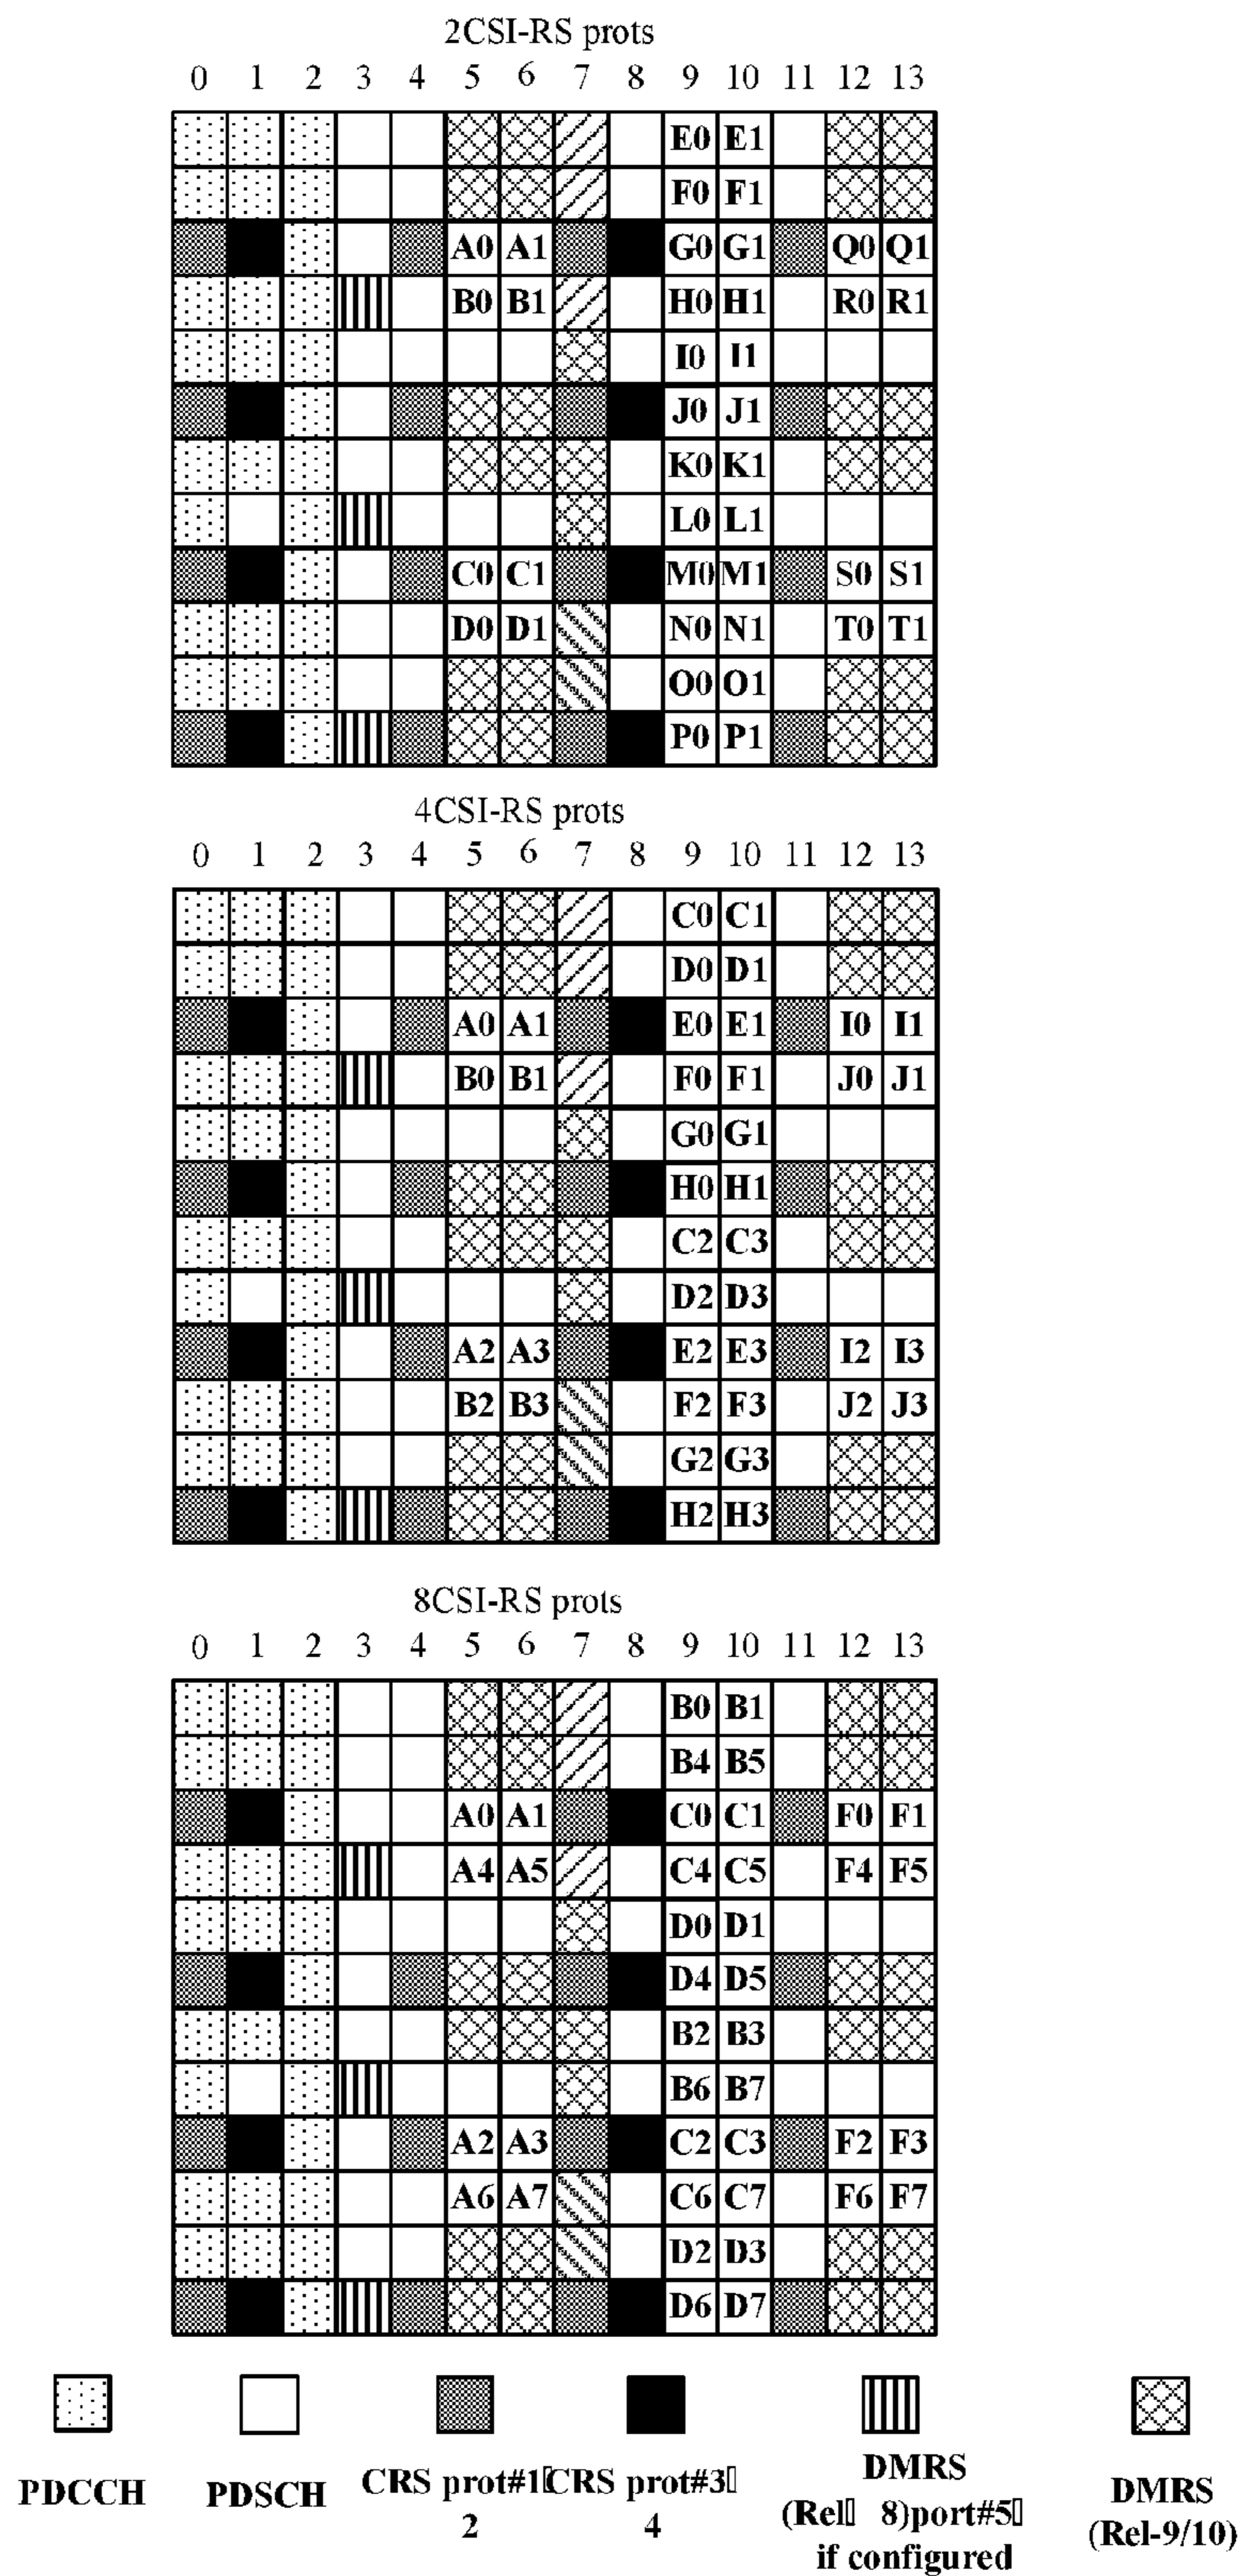 2CSI-RS prots
0 1 2 3 4 5 6 7 8 9 10 11 12 13
E0 E1
F0 F1
A0 A1 G0 G1 Q0 Q1
B0 B1 H0 H1 R0 R1
I0 I1
J0 J1
K0 K1
L0 L1
C0 C1 M0 M1 S0 S1
D0 D1 N0 N1 T0 T1
O0 O1
P0 P1
4CSI-RS prots
0 1 2 3 4 5 6 7 8 9 10 11 12 13
C0 C1
D0 D1
A0 A1 E0 E1 I0 I1
B0 B1 F0 F1 J0 J1
G0 G1
H0 H1
C2 C3
D2 D3
A2 A3 E2 E3 I2 I3
B2 B3 F2 F3 J2 J3
G2 G3
H2 H3
8CSI-RS prots
0 1 2 3 4 5 6 7 8 9 10 11 12 13
B0 B1
B4 B5
A0 A1 C0 C1 F0 F1
A4 A5 C4 C5 F4 F5
D0 D1
D4 D5
B2 B3
B6 B7
A2 A3 C2 C3 F2 F3
A6 A7 C6 C7 F6 F7
D2 D3
D6 D7
PDCCH
PDSCH
CRS prot#1▯
2
CRS prot#3▯
4
DMRS
(Rel▯ 8)port#5▯
if configured
DMRS
(Rel-9/10)